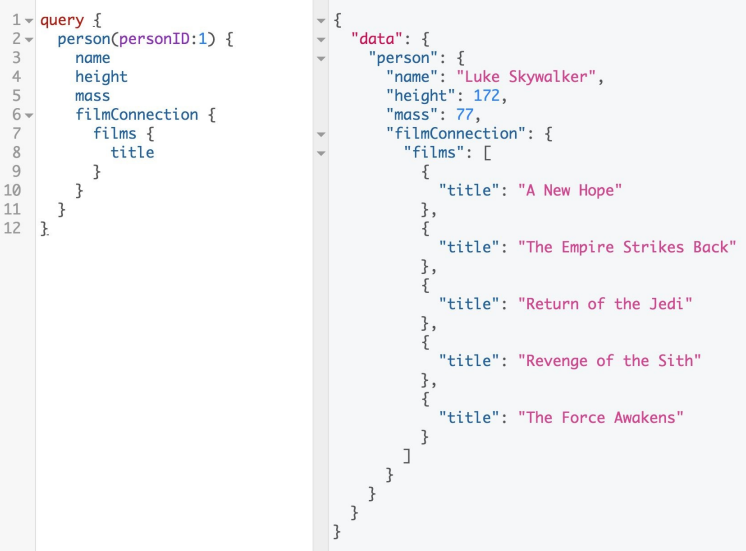 1 query {
2 person(personID:1) {
3 name
4 height
5 mass
6 filmConnection {
7 films {
8 title
9 }
10 }
11 }
12 }
{
"data": {
"person": {
"name": "Luke Skywalker",
"height": 172,
"mass": 77,
"filmConnection": {
"films": [
{
"title": "A New Hope"
},
{
"title": "The Empire Strikes Back"
},
{
"title": "Return of the Jedi"
},
{
"title": "Revenge of the Sith"
},
{
"title": "The Force Awakens"
}
]
}
}
}
}